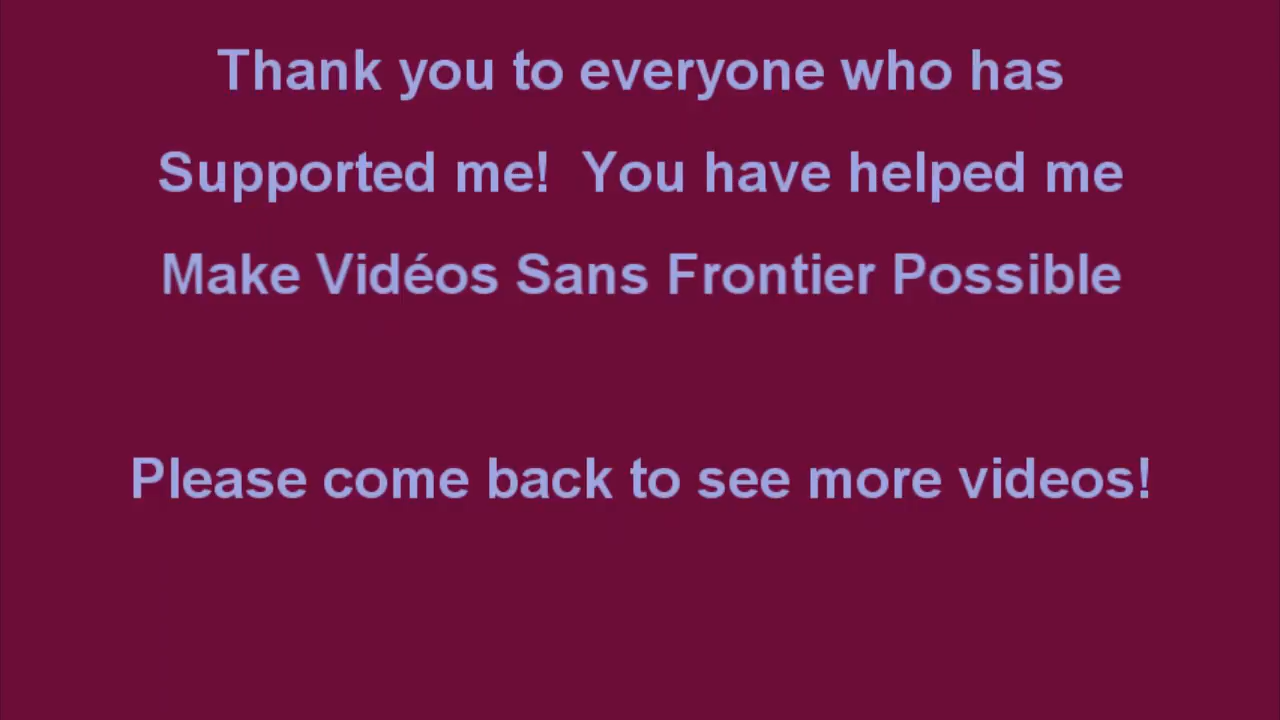 Thank you to everyone who has
Supported me!  You have helped me
Make Vidéos Sans Frontier Possible
Please come back to see more videos!